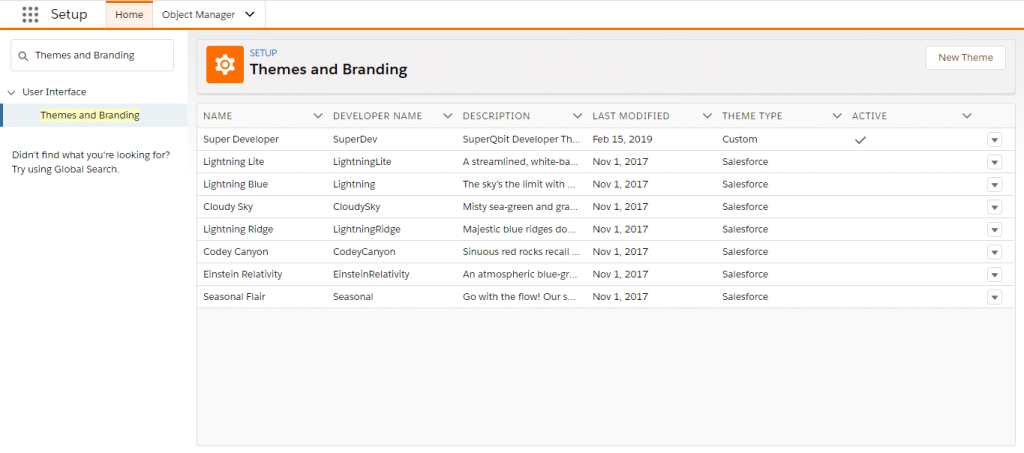 Setup Home Object Manager
Themes and Branding
User Interface
Themes and Branding
Didn't find what you're looking for?
Try using Global Search.
SETUP
Themes and Branding
New Theme
NAME DEVELOPER NAME DESCRIPTION LAST MODIFIED THEME TYPE ACTIVE
Super Developer SuperDev SuperQbit Developer Th... Feb 15, 2019 Custom
Lightning Lite LightningLite A streamlined, white-ba... Nov 1, 2017 Salesforce
Lightning Blue Lightning The sky's the limit with ... Nov 1, 2017 Salesforce
Cloudy Sky CloudySky Misty sea-green and gra... Nov 1, 2017 Salesforce
Lightning Ridge LightningRidge Majestic blue ridges do... Nov 1, 2017 Salesforce
Codey Canyon CodeyCanyon Sinuous red rocks recall ... Nov 1, 2017 Salesforce
Einstein Relativity EinsteinRelativity An atmospheric blue-gr... Nov 1, 2017 Salesforce
Seasonal Flair Seasonal Go with the flow! Our s... Nov 1, 2017 Salesforce